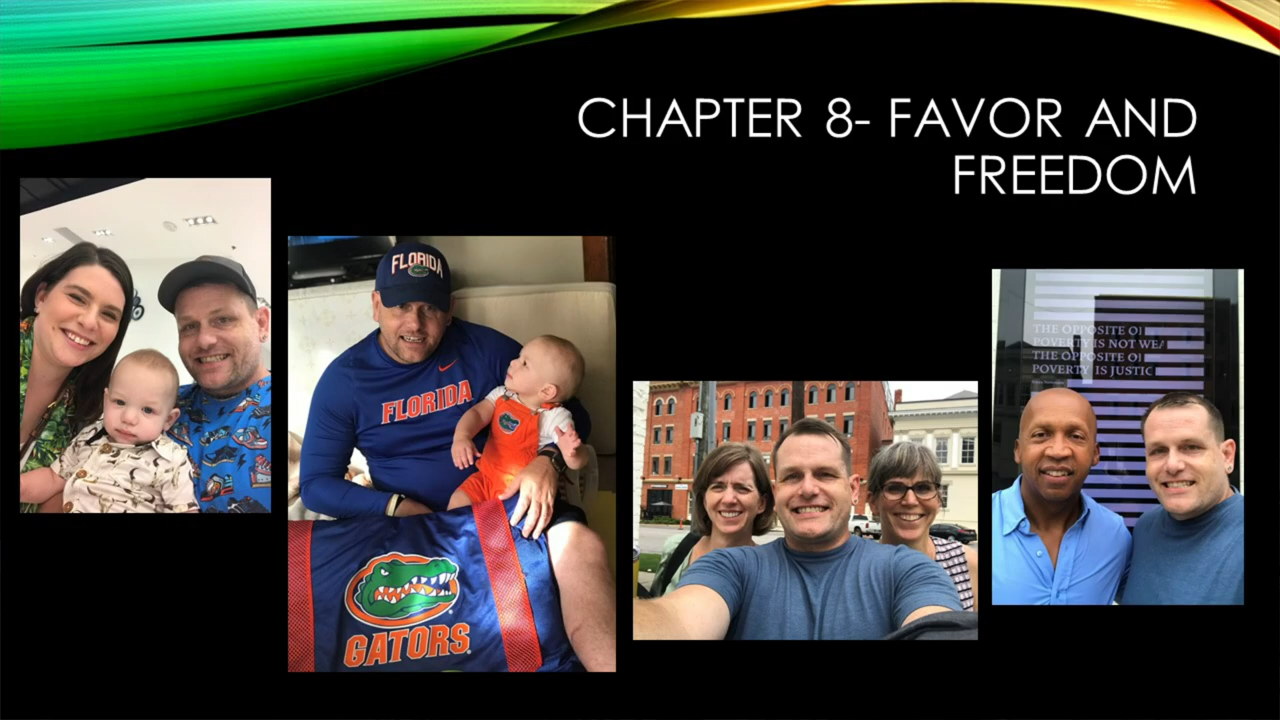 CHAPTER 8- FAVOR AND
FREEDOM
FLORIDA
FLORIDA
GATORS
THE OPPOSITE OF
POVERTY IS NOT WEA
THE OPPOSITE OF
POVERTY IS JUSTIC